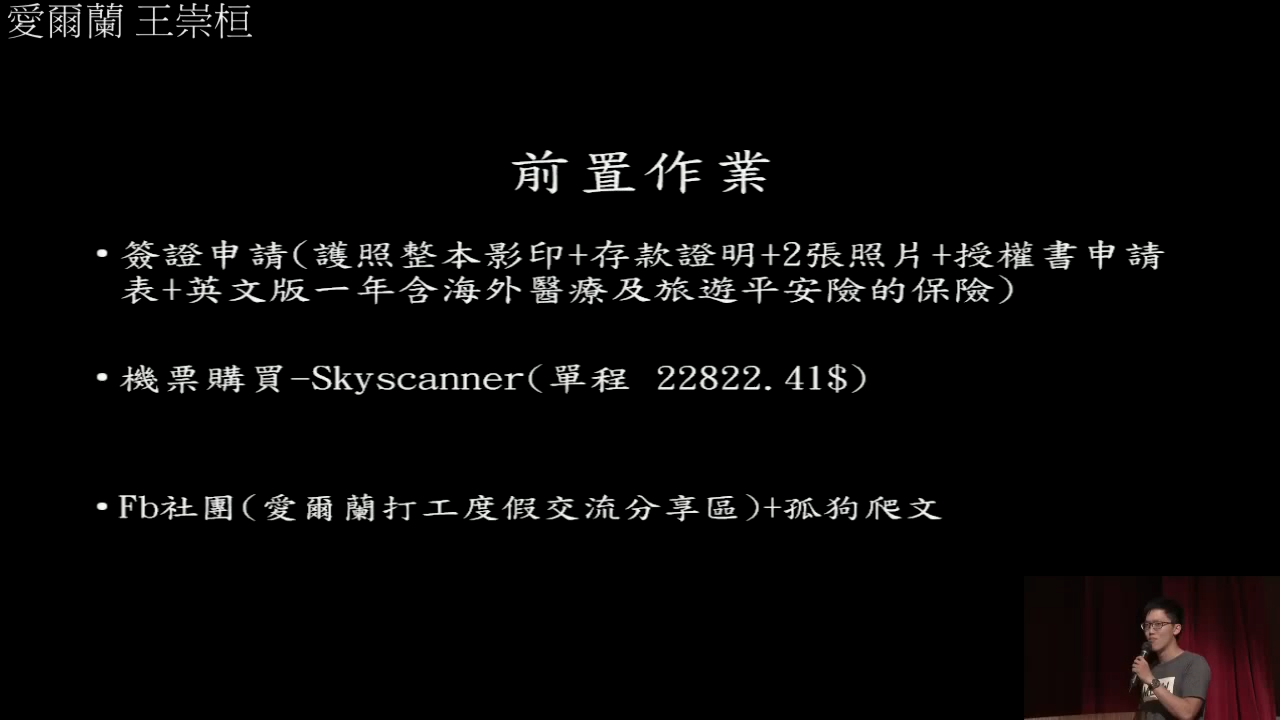 愛爾蘭 王崇桓
前置作業
• 簽證申請(護照整本影印+存款證明+2張照片+授權書申請
表+英文版一年含海外醫療及旅遊平安險的保險)
• 機票購買-Skyscanner(單程 22822.41$)
• Fb社團(愛爾蘭打工度假交流分享區)+孤狗爬文